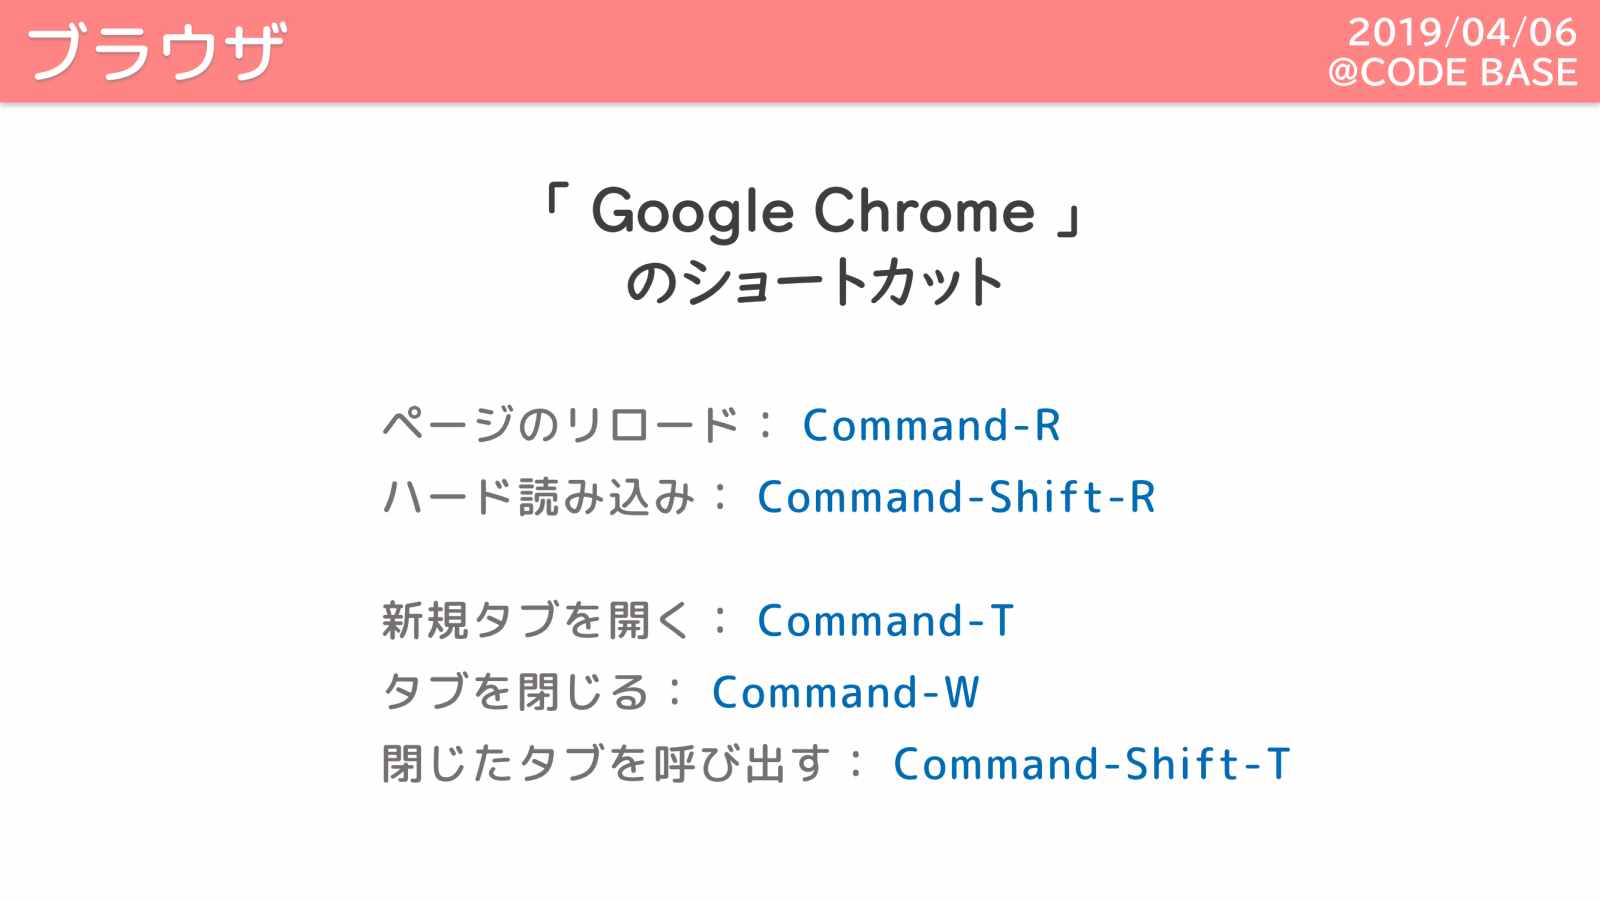 ブラウザ
2019/04/06
@CODE BASE
「 Google Chrome 」
のショートカット
ページのリロード： Command-R
ハード読み込み： Command-Shift-R
新規タブを開く： Command-T
タブを閉じる： Command-W
閉じたタブを呼び出す： Command-Shift-T